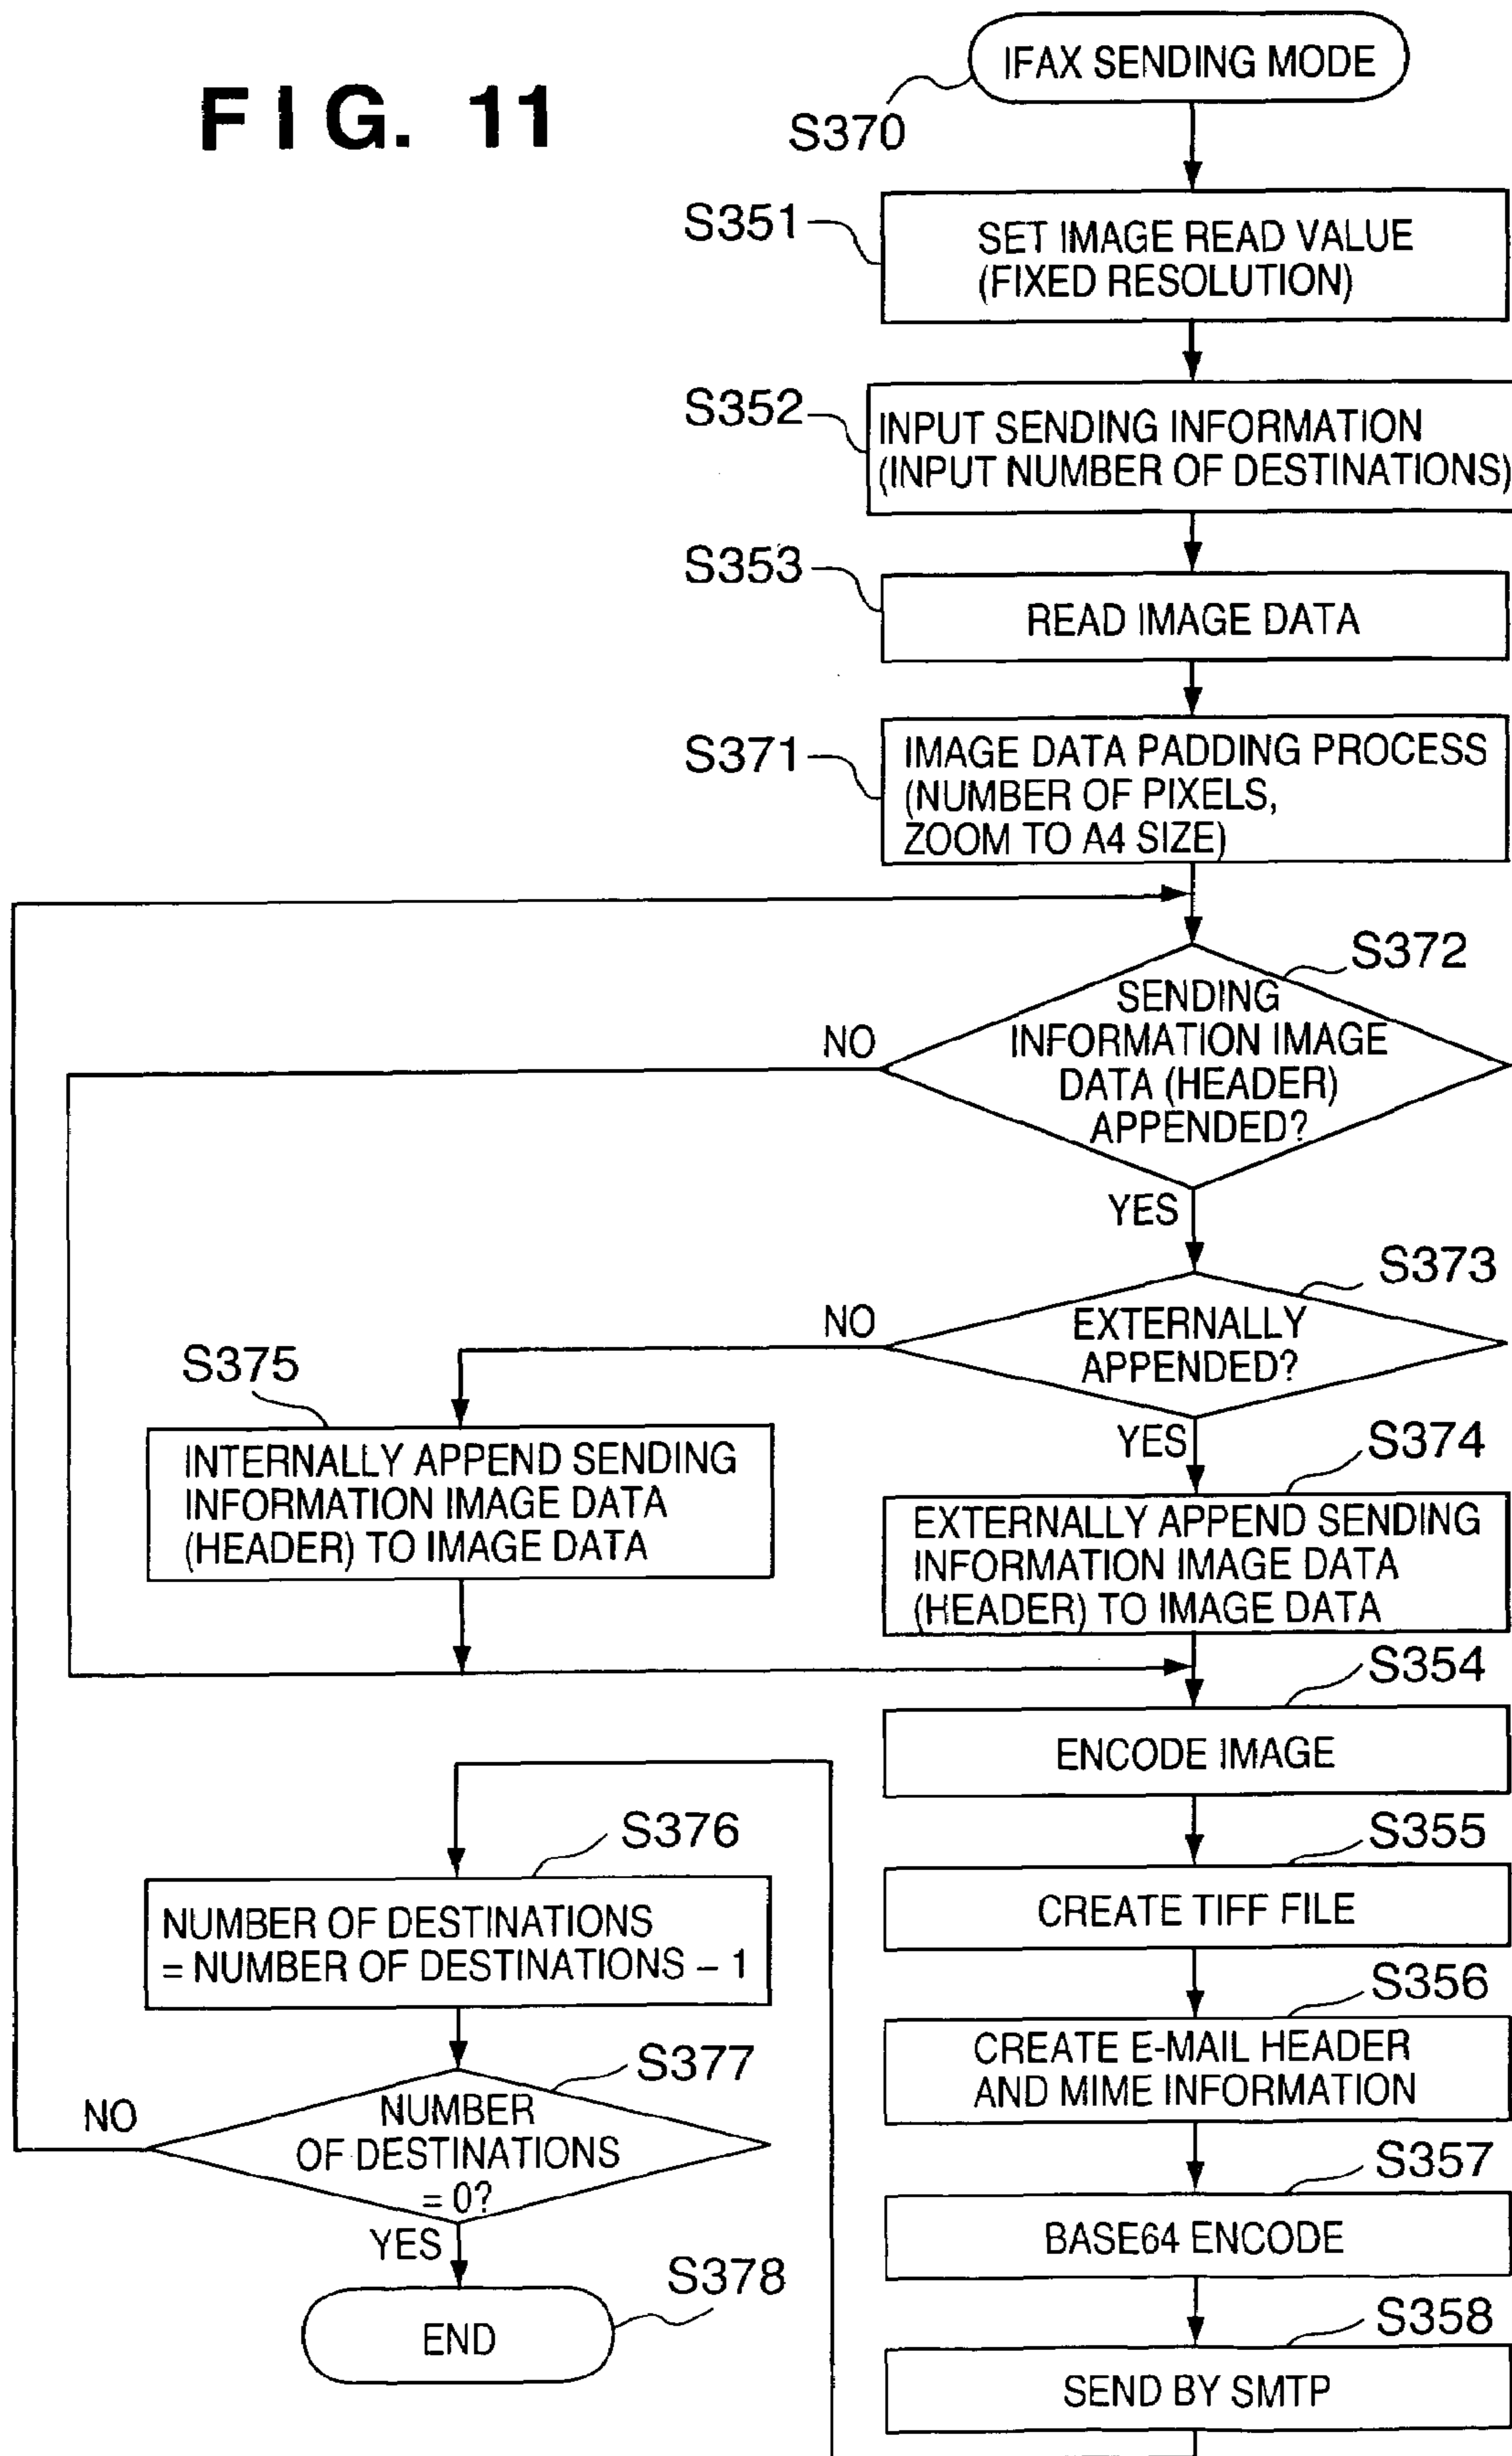 FIG. 11
IFAX SENDING MODE
S370
S351
SET IMAGE READ VALUE
(FIXED RESOLUTION)
S352
INPUT SENDING INFORMATION
(INPUT NUMBER OF DESTINATIONS)
S353
READ IMAGE DATA
S371
IMAGE DATA PADDING PROCESS
(NUMBER OF PIXELS,
ZOOM TO A4 SIZE)
S372
SENDING
INFORMATION IMAGE
DATA (HEADER)
APPENDED?
NO
YES
S373
EXTERNALLY
APPENDED?
NO
YES
S375
INTERNALLY APPEND SENDING
INFORMATION IMAGE DATA
(HEADER) TO IMAGE DATA
S374
EXTERNALLY APPEND SENDING
INFORMATION IMAGE DATA
(HEADER) TO IMAGE DATA
S354
ENCODE IMAGE
S355
CREATE TIFF FILE
S356
CREATE E-MAIL HEADER
AND MIME INFORMATION
S357
BASE64 ENCODE
S358
SEND BY SMTP
S376
NUMBER OF DESTINATIONS
= NUMBER OF DESTINATIONS – 1
S377
NUMBER
OF DESTINATIONS
= 0?
NO
YES
S378
END